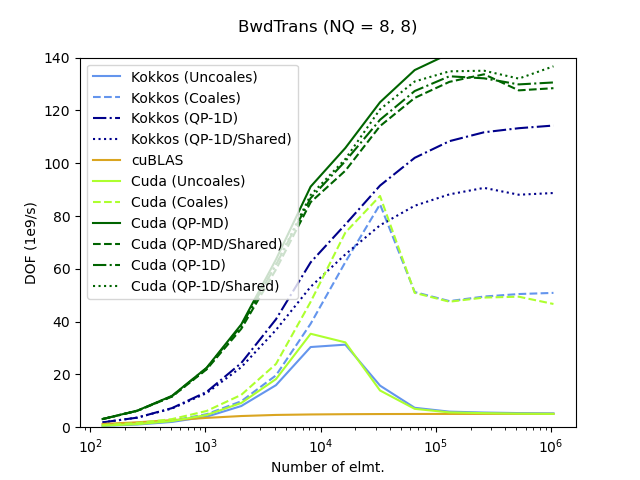 BwdTrans (NQ = 8, 8)
140
120
100
80
60
40
20
0
DOF (1e9/s)
Kokkos (Uncoales)
Kokkos (Coales)
Kokkos (QP-1D)
Kokkos (QP-1D/Shared)
cuBLAS
Cuda (Uncoales)
Cuda (Coales)
Cuda (QP-MD)
Cuda (QP-MD/Shared)
Cuda (QP-1D)
Cuda (QP-1D/Shared)
10² 10³ 10⁴ 10⁵ 10⁶
Number of elmt.